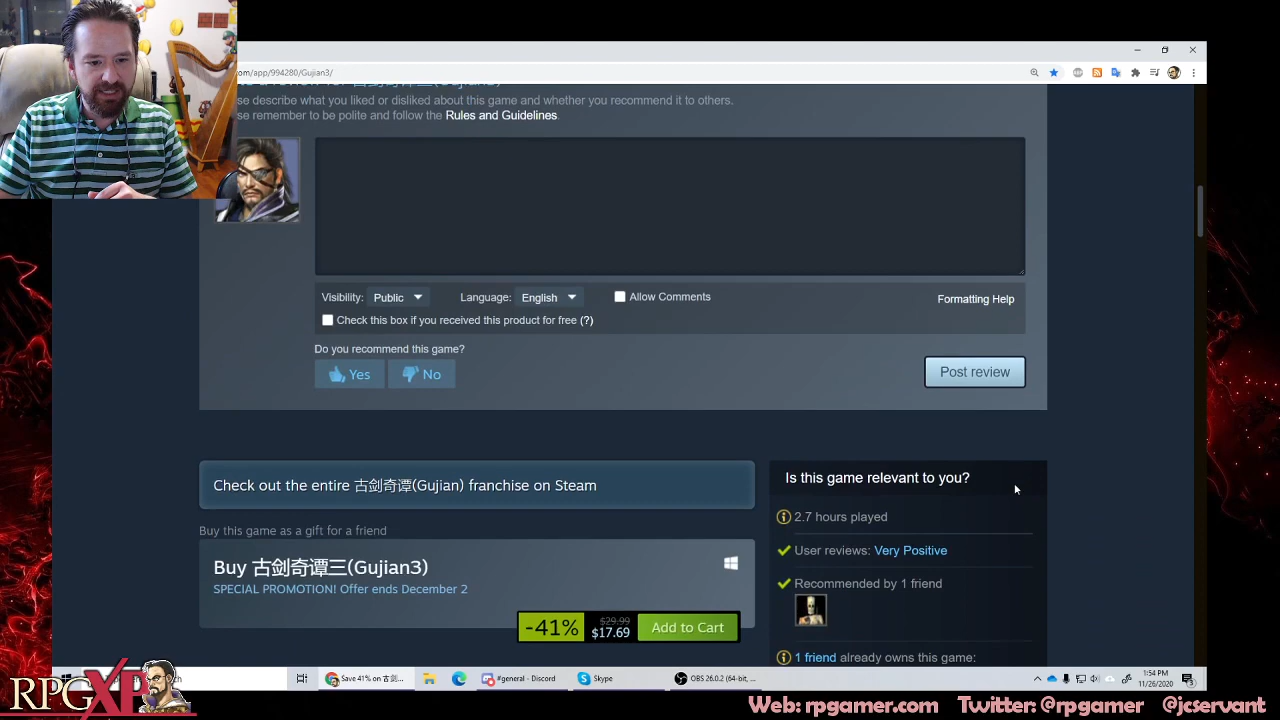 om/app/994280/Gujian3/
se describe what you liked or disliked about this game and whether you recommend it to others.
se remember to be polite and follow the Rules and Guidelines.
Visibility: Public Language: English Allow Comments Formatting Help
Check this box if you received this product for free (?)
Do you recommend this game?
Yes No Post review
Check out the entire 古剑奇谭(Gujian) franchise on Steam
Is this game relevant to you?
2.7 hours played
Buy this game as a gift for a friend
User reviews: Very Positive
Buy 古剑奇谭三(Gujian3)
SPECIAL PROMOTION! Offer ends December 2
Recommended by 1 friend
-41% $29.99 $17.69 Add to Cart
1 friend already owns this game:
Save 41% on 古剑... #general - Discord Skype OBS 26.0.2 (64-bit, ... 1:54 PM
11/26/2020
RPG XP
Web: rpgamer.com Twitter: @rpgamer @jcservant